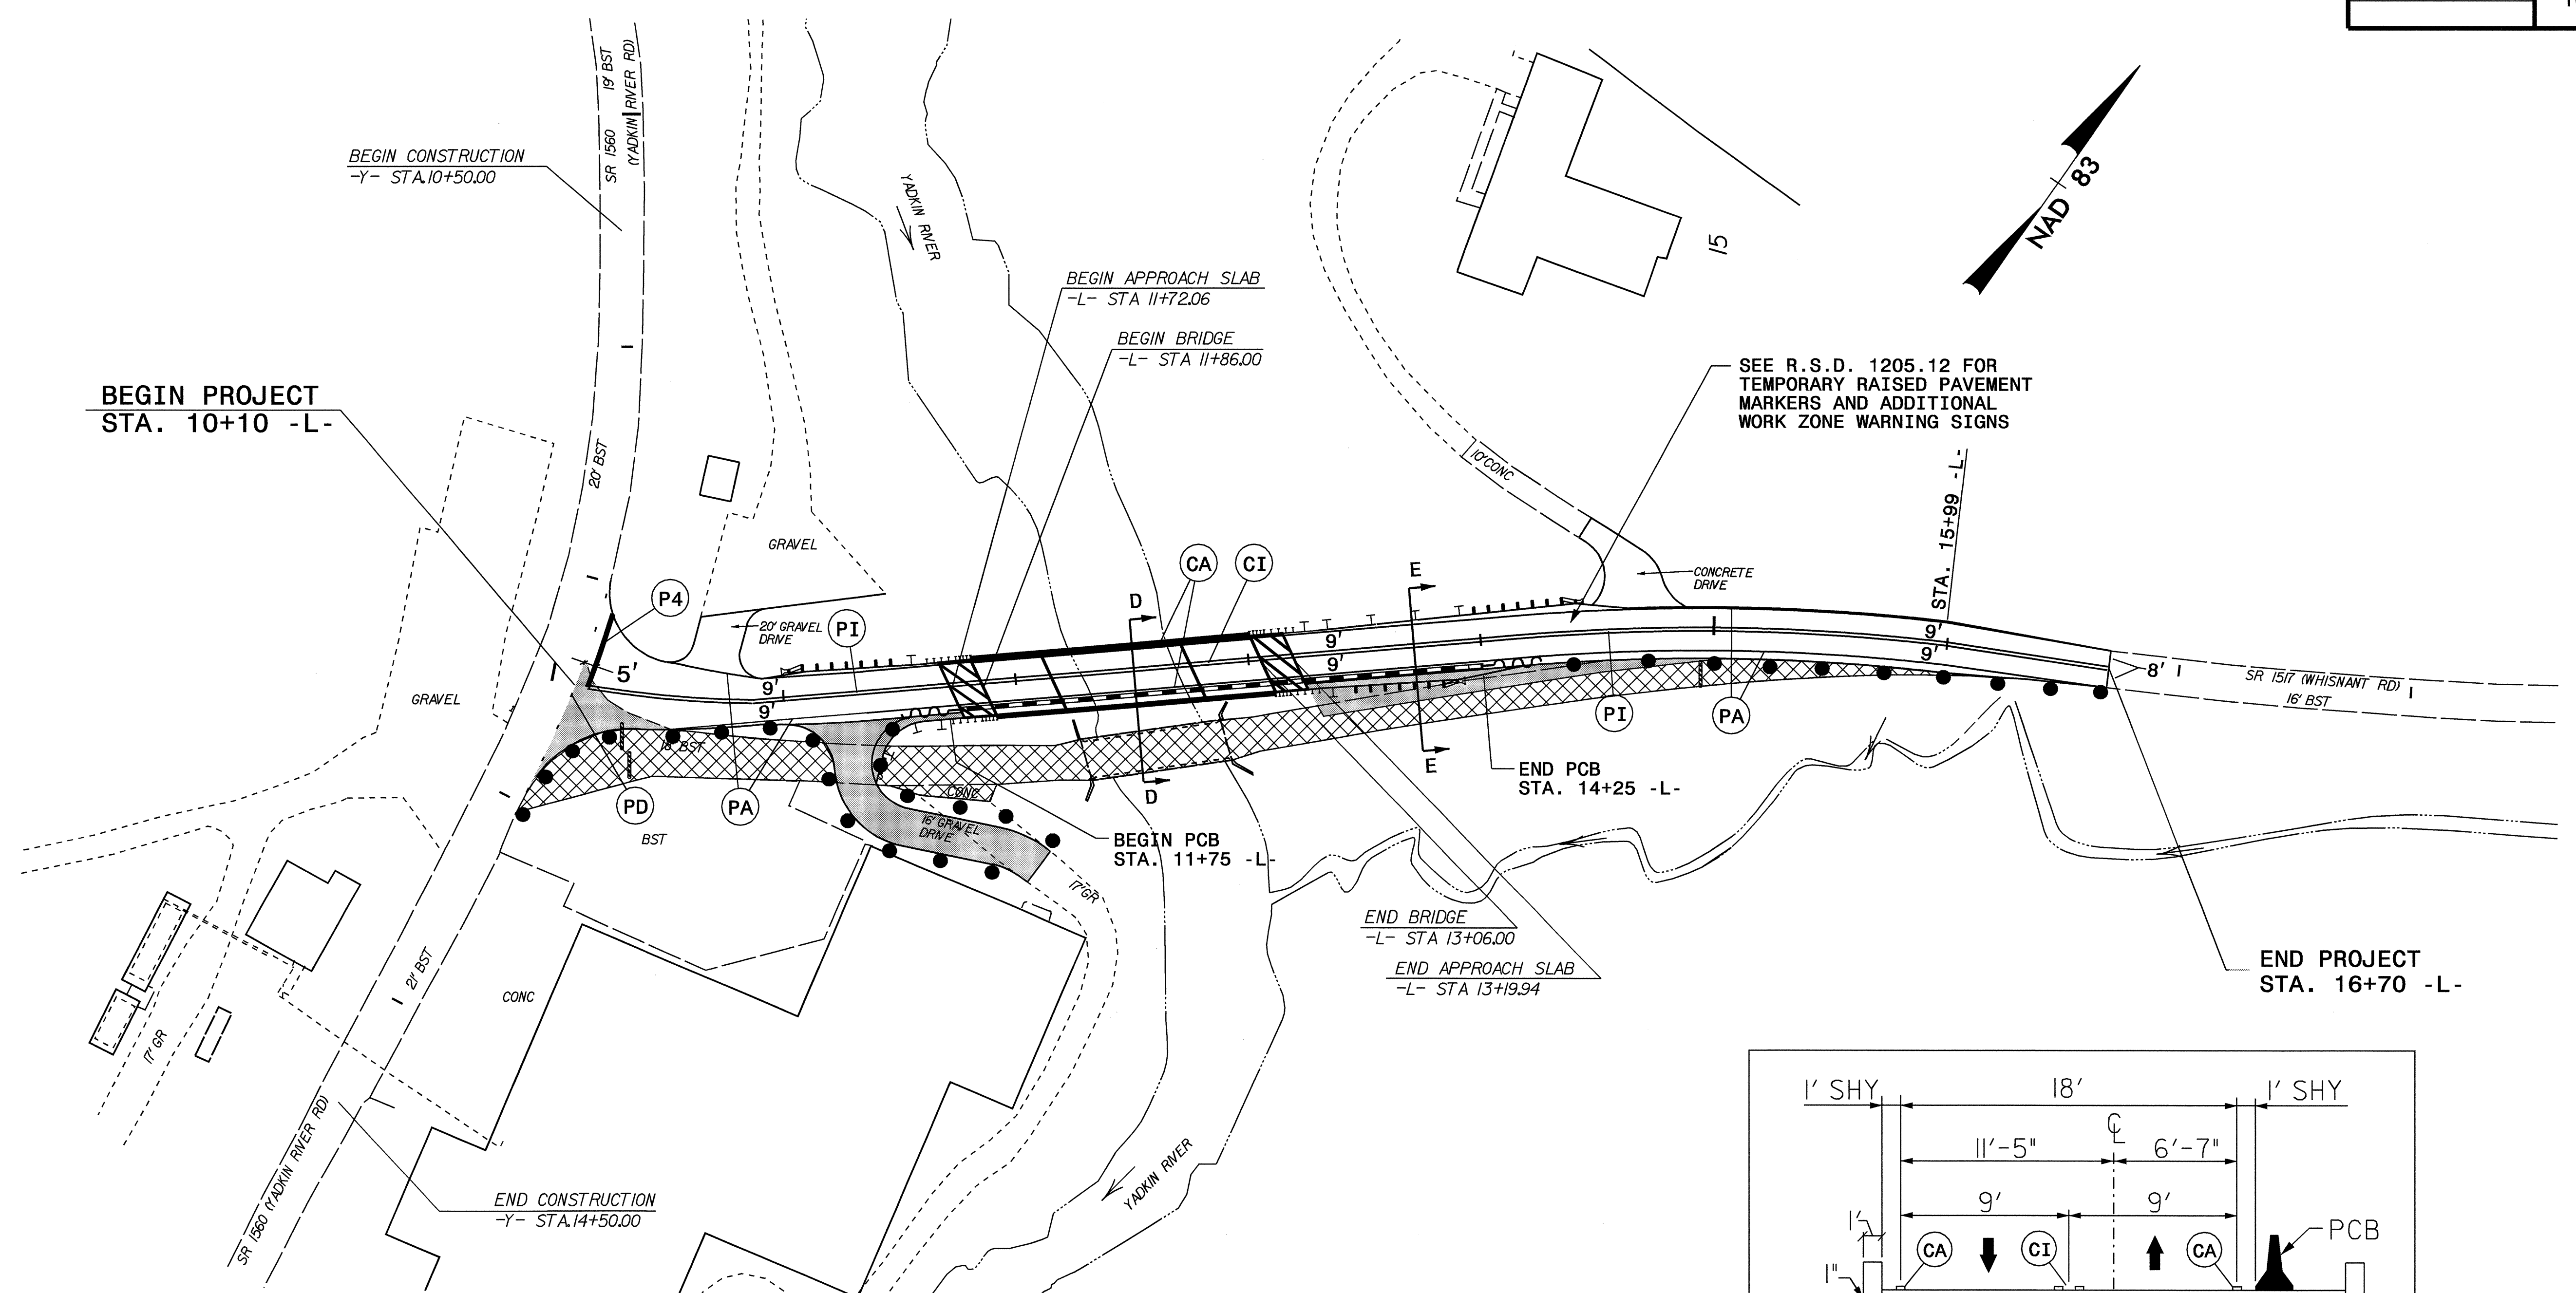 SR 1560
19' BST
(YADKIN RIVER RD)
BEGIN CONSTRUCTION
-Y- STA.10+50.00
YADKIN RIVER
15
NAD 83
BEGIN APPROACH SLAB
-L- STA 11+72.06
BEGIN BRIDGE
-L- STA 11+86.00
BEGIN PROJECT
STA. 10+10 -L-
SEE R.S.D. 1205.12 FOR
TEMPORARY RAISED PAVEMENT
MARKERS AND ADDITIONAL
WORK ZONE WARNING SIGNS
20' BST
10' CONC
STA. 15+99 -L-
GRAVEL
CA
CI
E
CONCRETE
DRIVE
P4
D
20' GRAVEL
DRIVE
PI
9'
9'
9'
9'
5'
9'
9'
8'
SR 1517 (WHISNANT RD)
16' BST
GRAVEL
18' BST
PI
PA
E
END PCB
STA. 14+25 -L-
PD
PA
CONC
D
16' GRAVEL
DRIVE
BST
BEGIN PCB
STA. 11+75 -L-
17' GR
END BRIDGE
-L- STA 13+06.00
END APPROACH SLAB
-L- STA 13+19.94
END PROJECT
STA. 16+70 -L-
21' BST
CONC
17' GR
YADKIN RIVER
END CONSTRUCTION
-Y- STA.14+50.00
SR 1560 (YADKIN RIVER RD)
1' SHY
18'
1' SHY
CL
11'-5"
6'-7"
9'
9'
1'
PCB
CA
CI
CA
1"